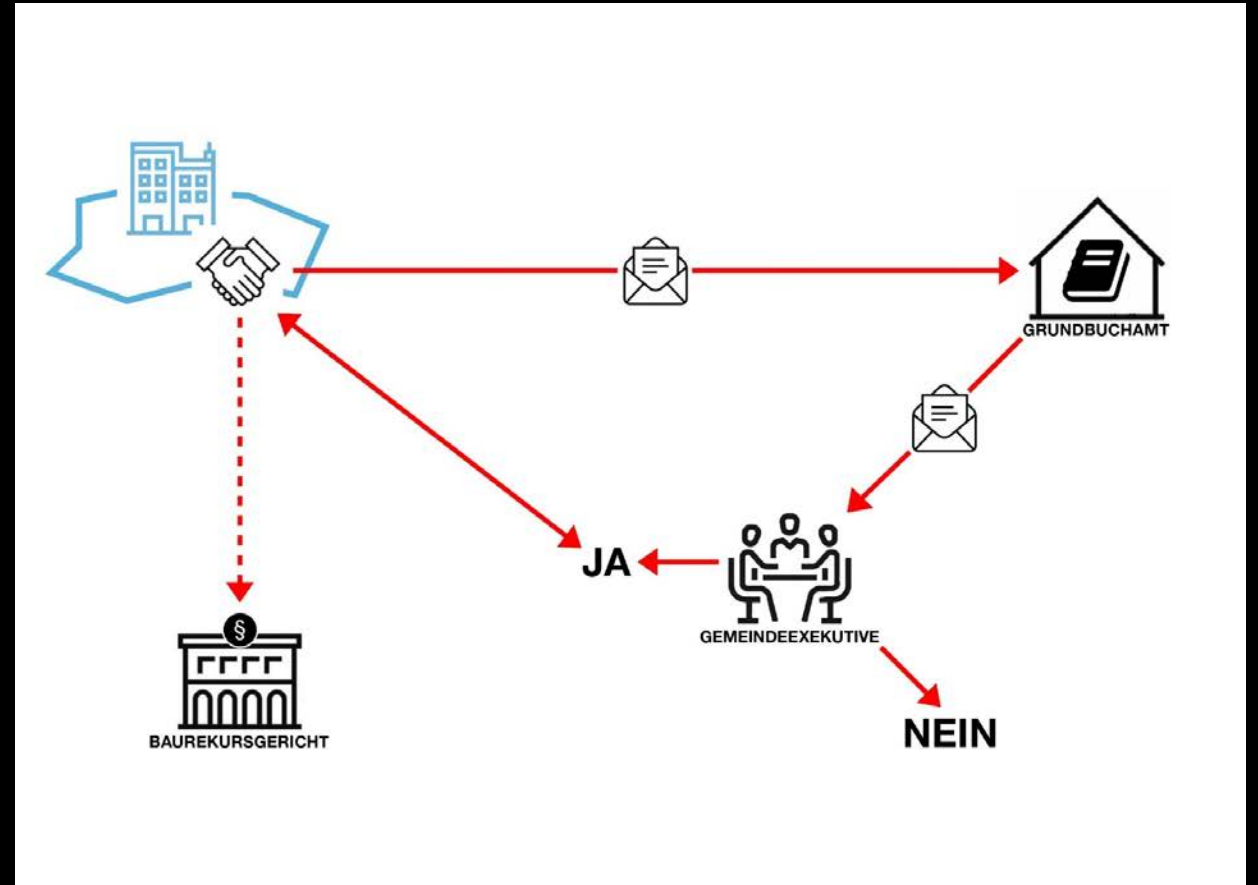 GRUNDBUCHAMT
JA
GEMEINDEEXEKUTIVE
§
BAUREKURSGERICHT
NEIN